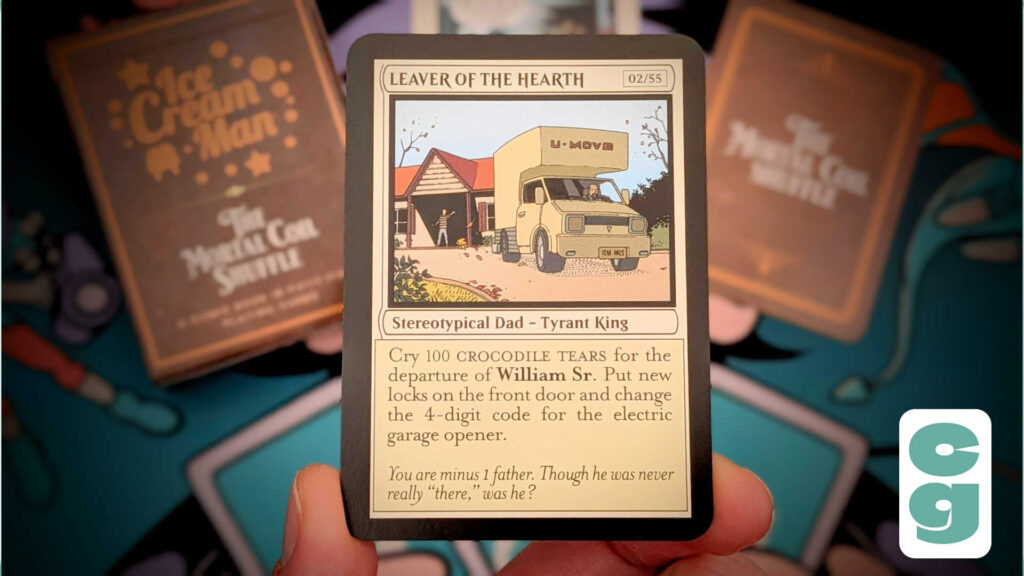 Ice
Cream
Man
The
Mortal Coil
Shuffle
The
Mortal Coil
Shuffle
LEAVER OF THE HEARTH 02/55
U-MOVE
Stereotypical Dad – Tyrant King
Cry 100 CROCODILE TEARS for the
departure of William Sr. Put new
locks on the front door and change
the 4-digit code for the electric
garage opener.
You are minus 1 father. Though he was never
really “there,” was he?
cg